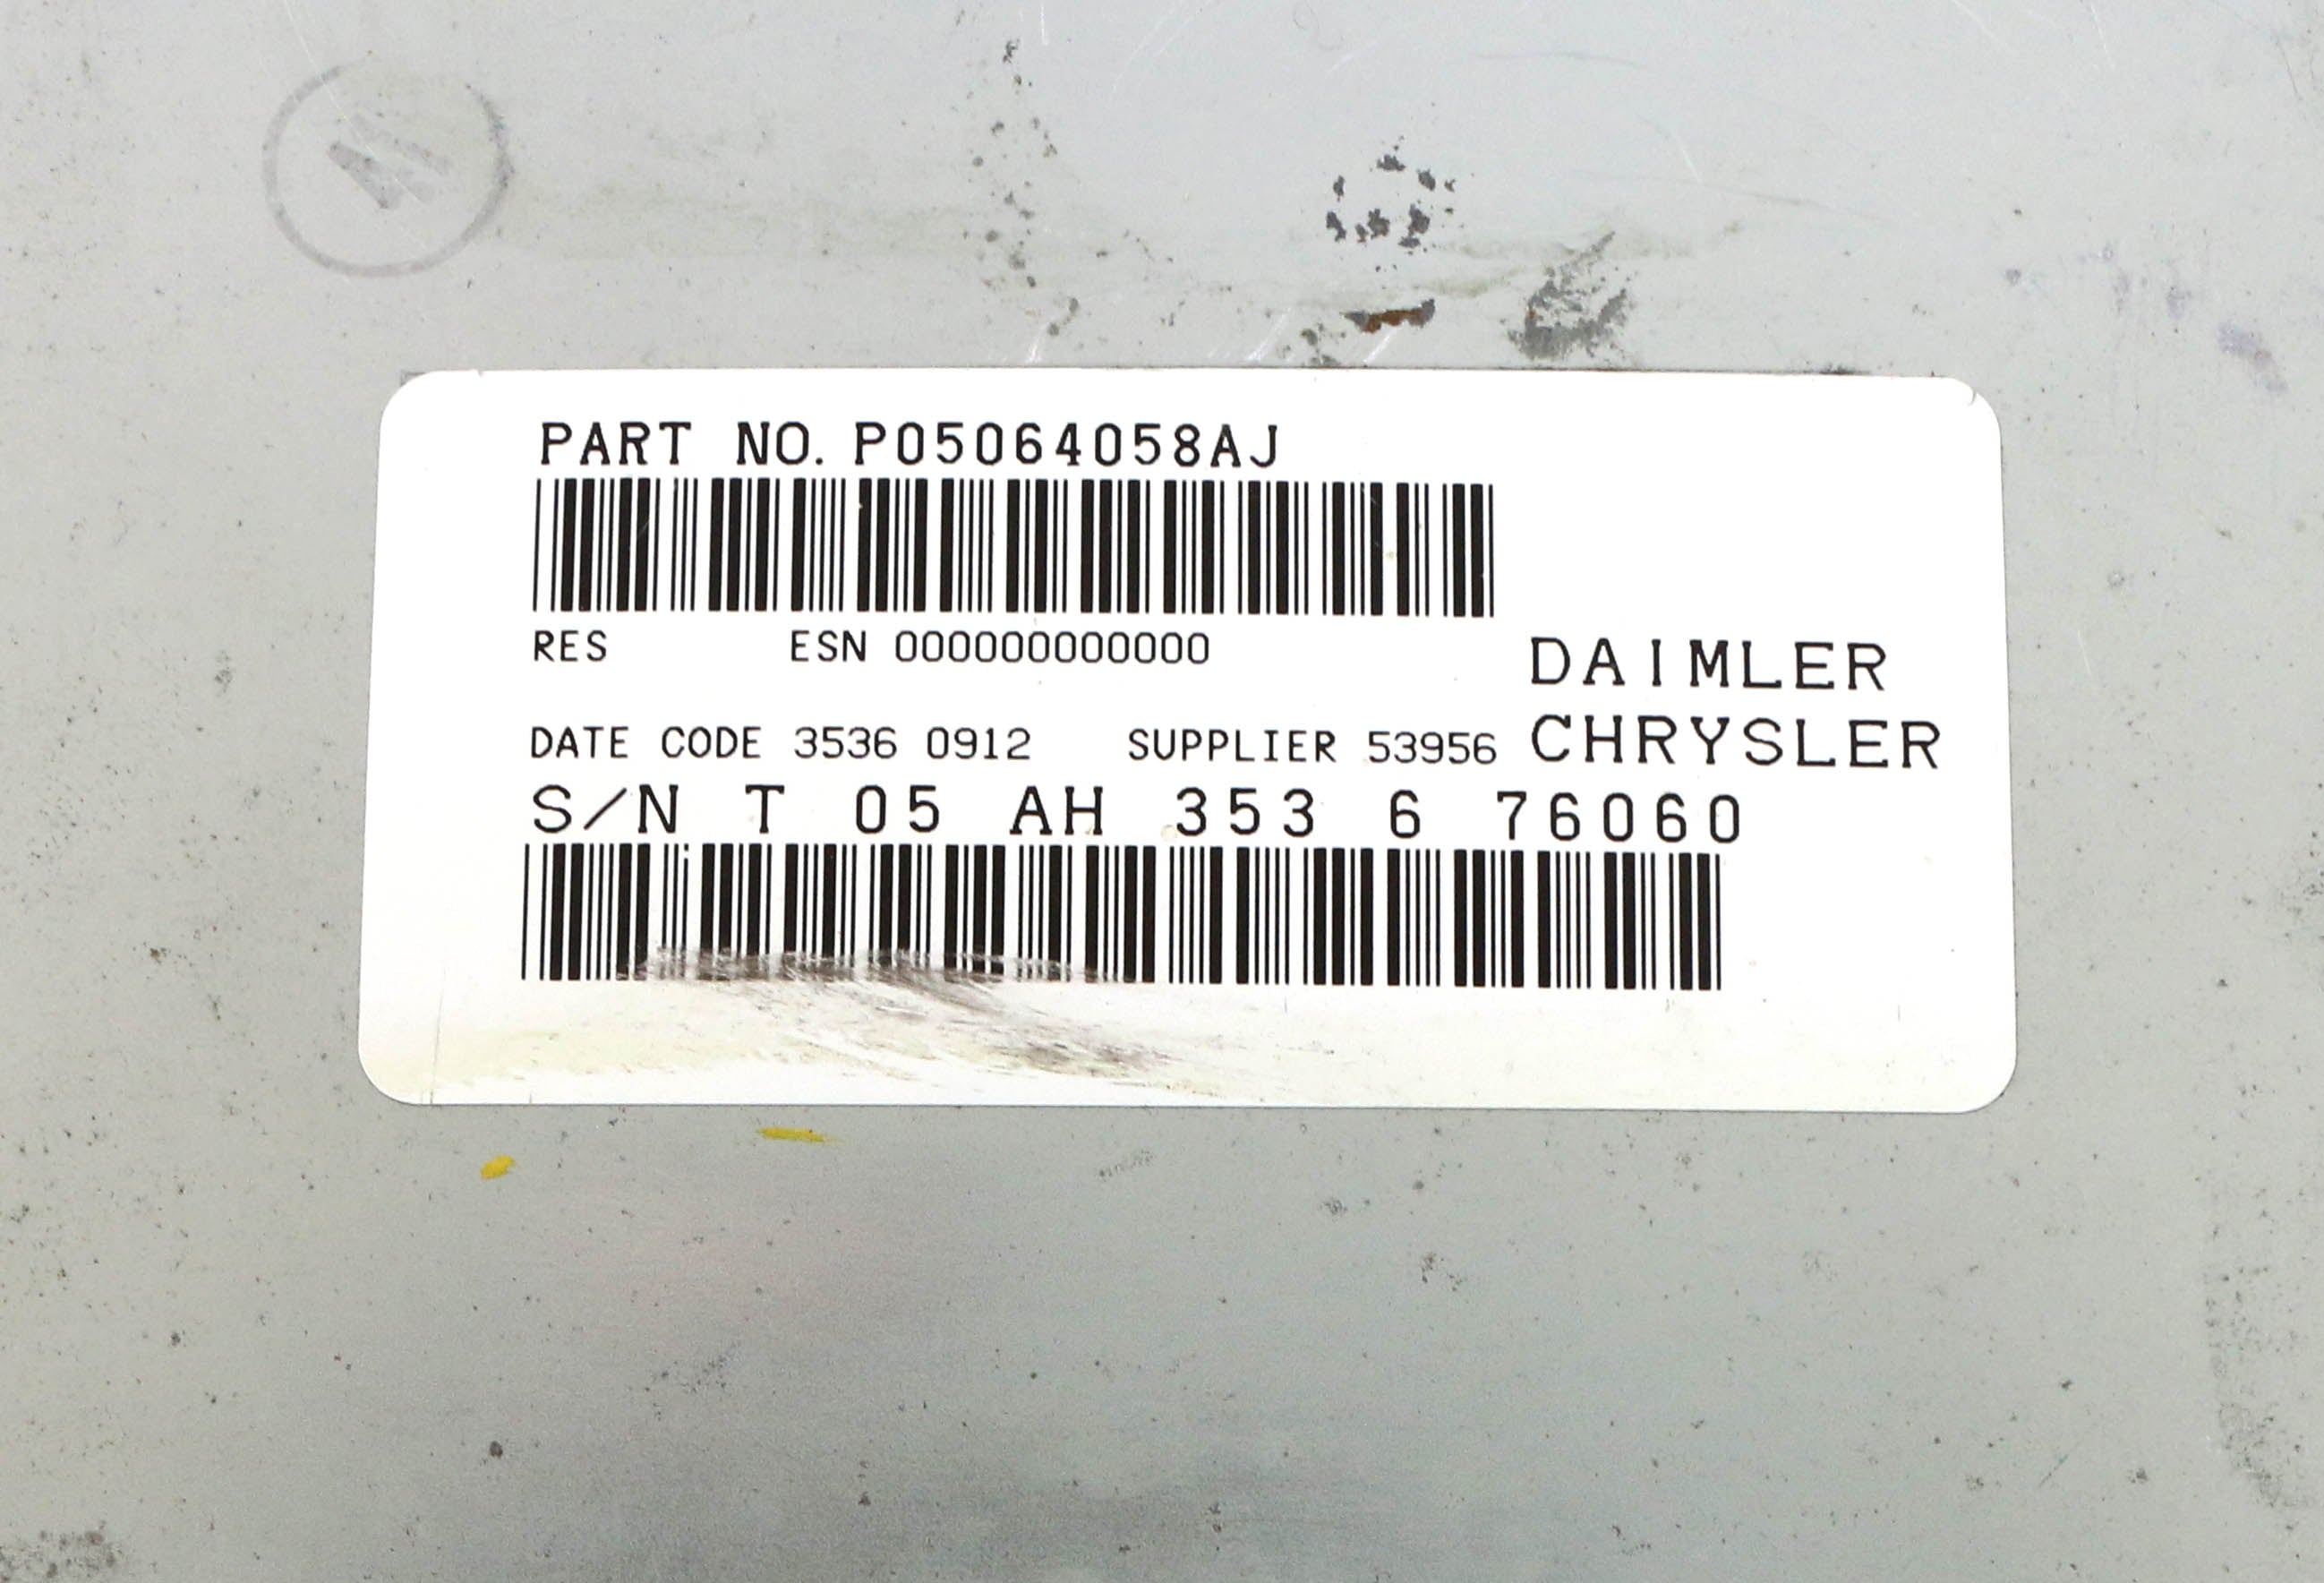 PART NO. P05064058AJ
RES ESN 000000000000
DAIMLER
DATE CODE 3536 0912 SUPPLIER 53956 CHRYSLER
S/N T 05 AH 353 6 76060